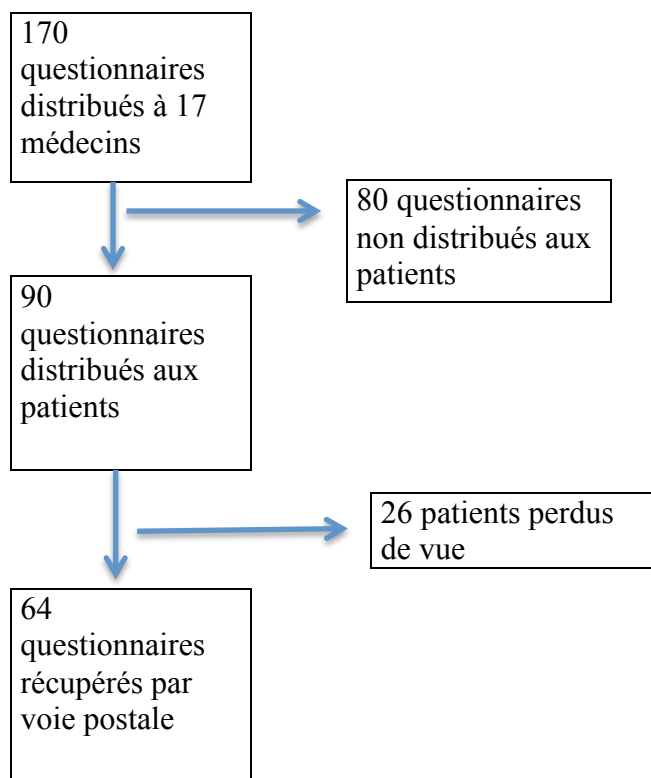 170
questionnaires
distribués à 17
médecins
80 questionnaires
non distribués aux
patients
90
questionnaires
distribués aux
patients
26 patients perdus
de vue
64
questionnaires
récupérés par
voie postale